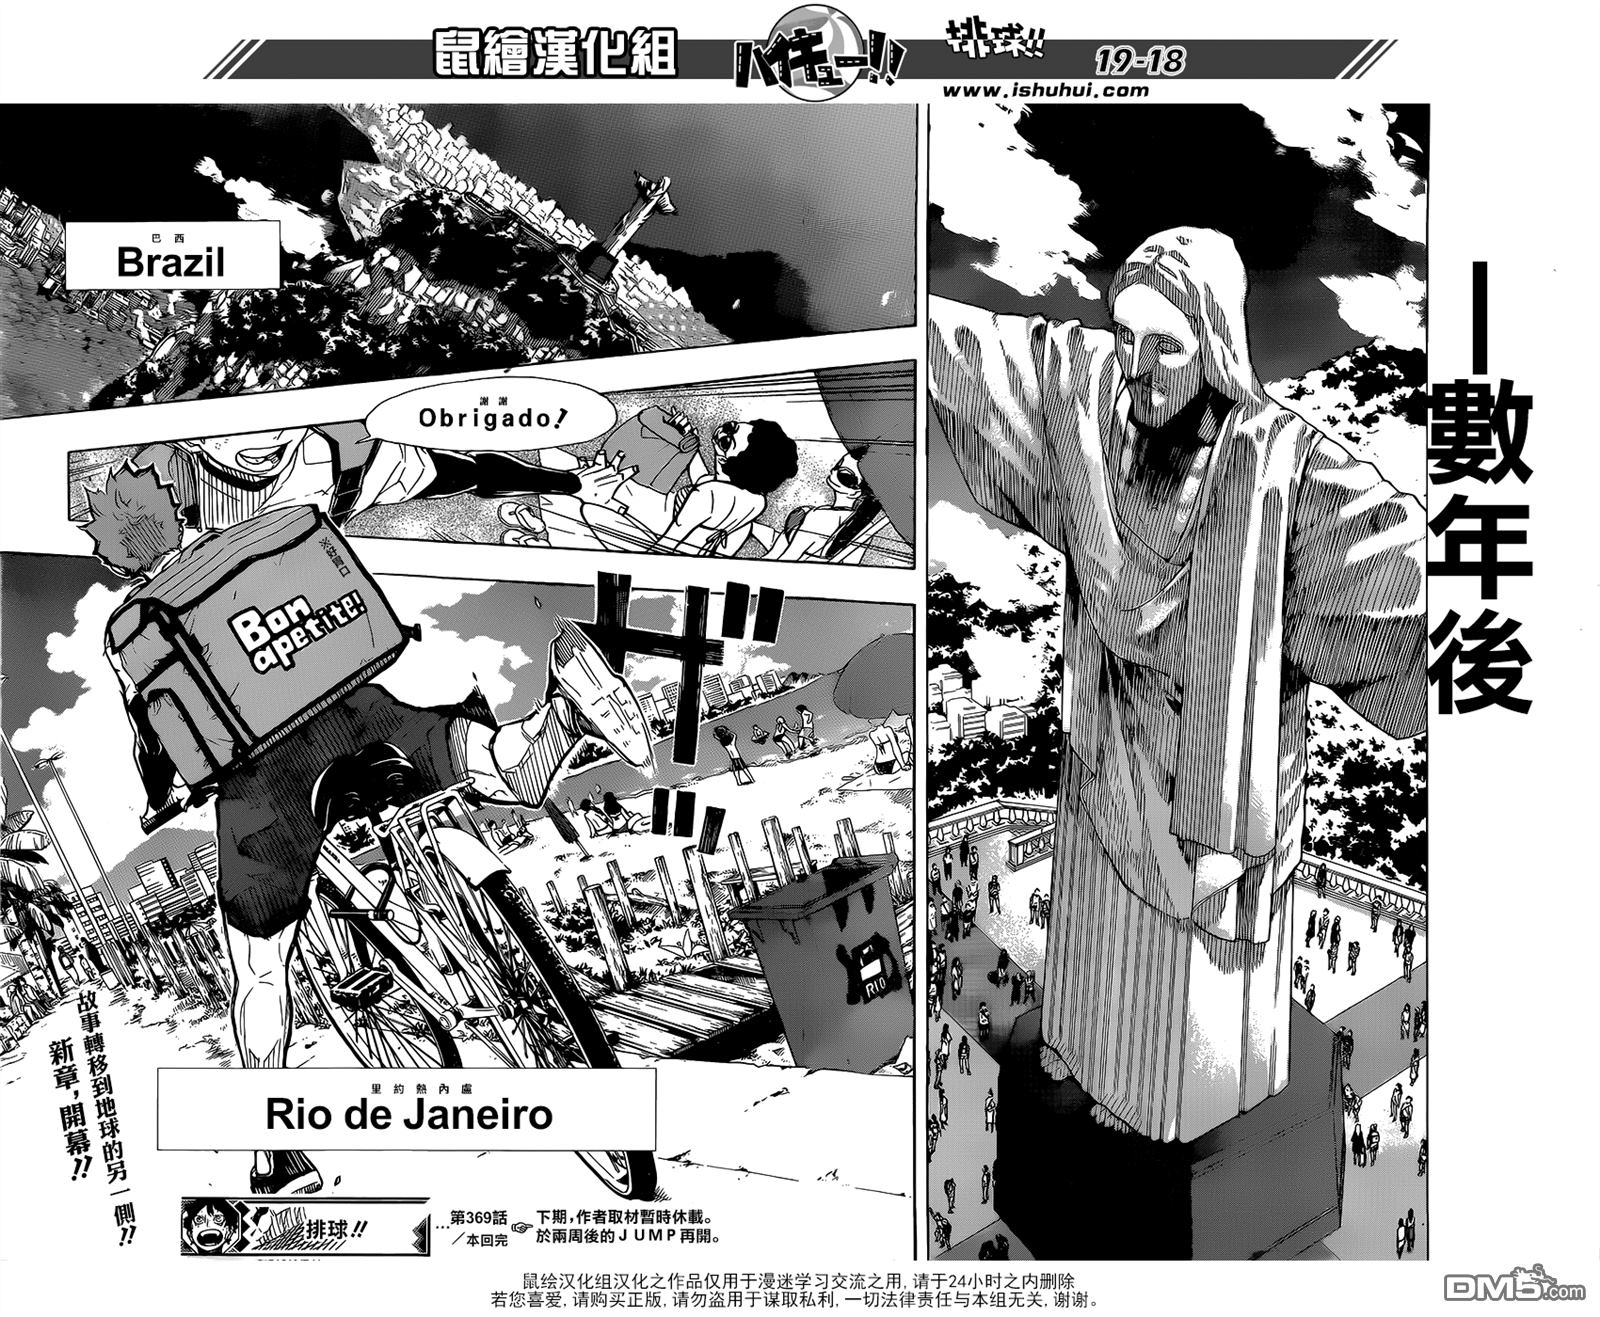 鼠繪漢化組
ハイキュー!!
排球!!
19-18
www.ishuhui.com
—數年後
巴西
Brazil
謝謝
Obrigado!
※好胃口
Bon
apetite!
ザザ
RIO
故事轉移到地球的另一側!!
新章,開幕!!
里約熱內盧
Rio de Janeiro
排球!!
…第369話
/本回完
☞下期,作者取材暫時休載。
於兩周後的JUMP再開。
鼠绘汉化组汉化之作品仅用于漫迷学习交流之用,请于24小时之内删除
若您喜爱,请购买正版,请勿盗用于谋取私利,一切法律责任与本组无关,谢谢。
DM5.com